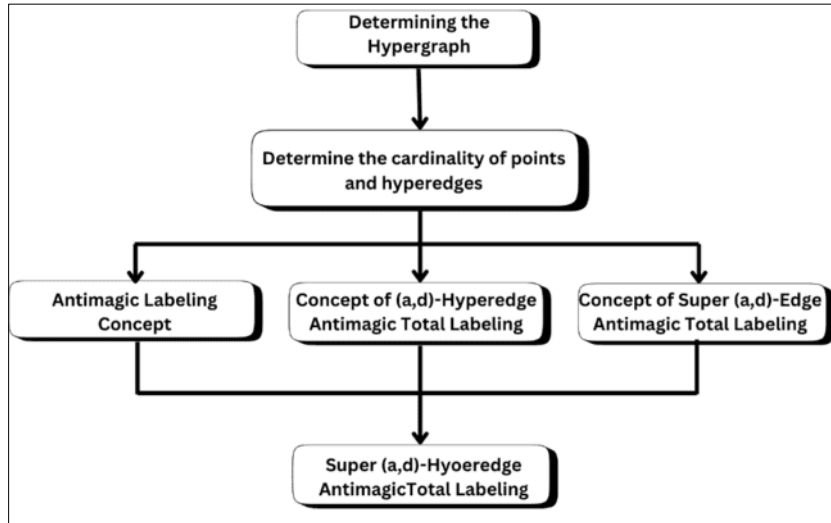 Determining the
Hypergraph
Determine the cardinality of points
and hyperedges
Antimagic Labeling
Concept
Concept of (a,d)-Hyperedge
Antimagic Total Labeling
Concept of Super (a,d)-Edge
Antimagic Total Labeling
Super (a,d)-Hyoeredge
AntimagicTotal Labeling